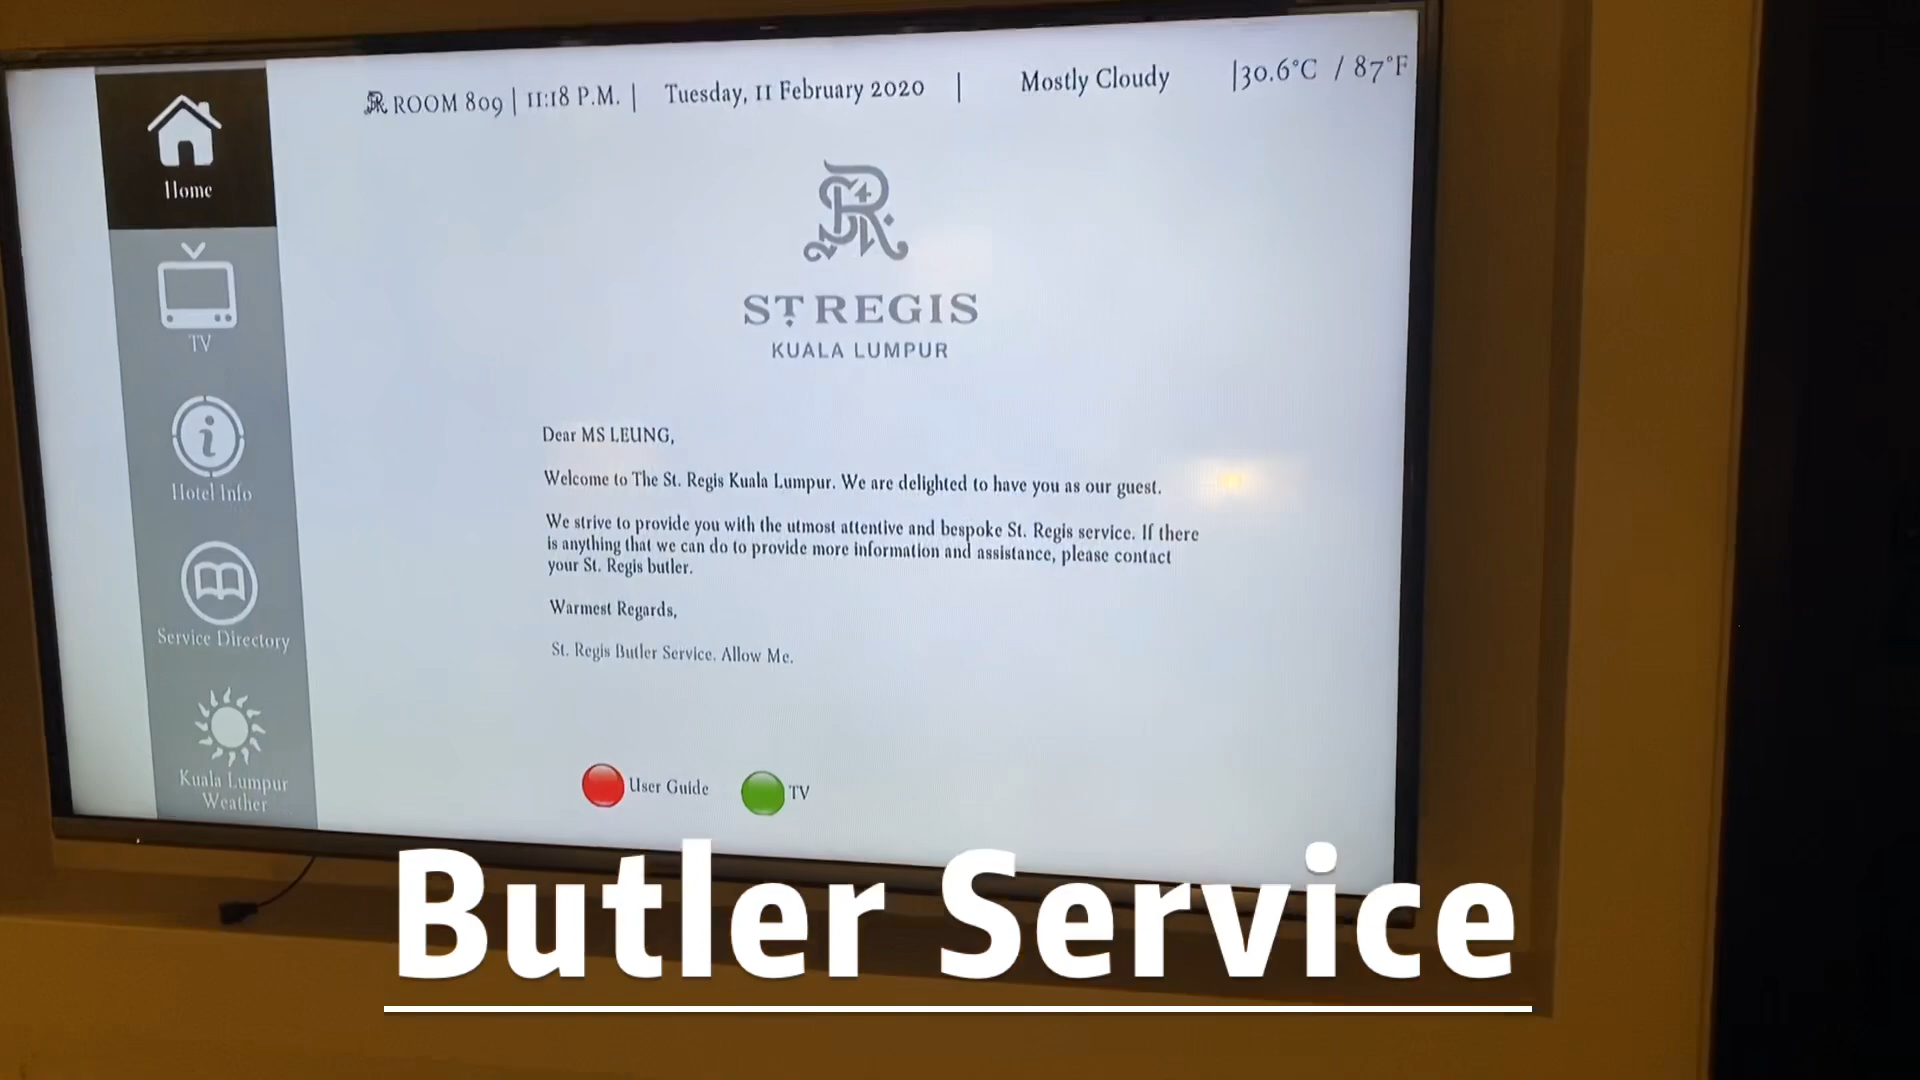 ROOM 809 | 11:18 P.M. | Tuesday, 11 February 2020 | Mostly Cloudy |30.6°C / 87°F
Home
TV
Hotel Info
Service Directory
Kuala Lumpur
Weather
ST REGIS
KUALA LUMPUR
Dear MS LEUNG,
Welcome to The St. Regis Kuala Lumpur. We are delighted to have you as our guest.
We strive to provide you with the utmost attentive and bespoke St. Regis service. If there
is anything that we can do to provide more information and assistance, please contact
your St. Regis butler.
Warmest Regards,
St. Regis Butler Service. Allow Me.
User Guide
TV
Butler Service